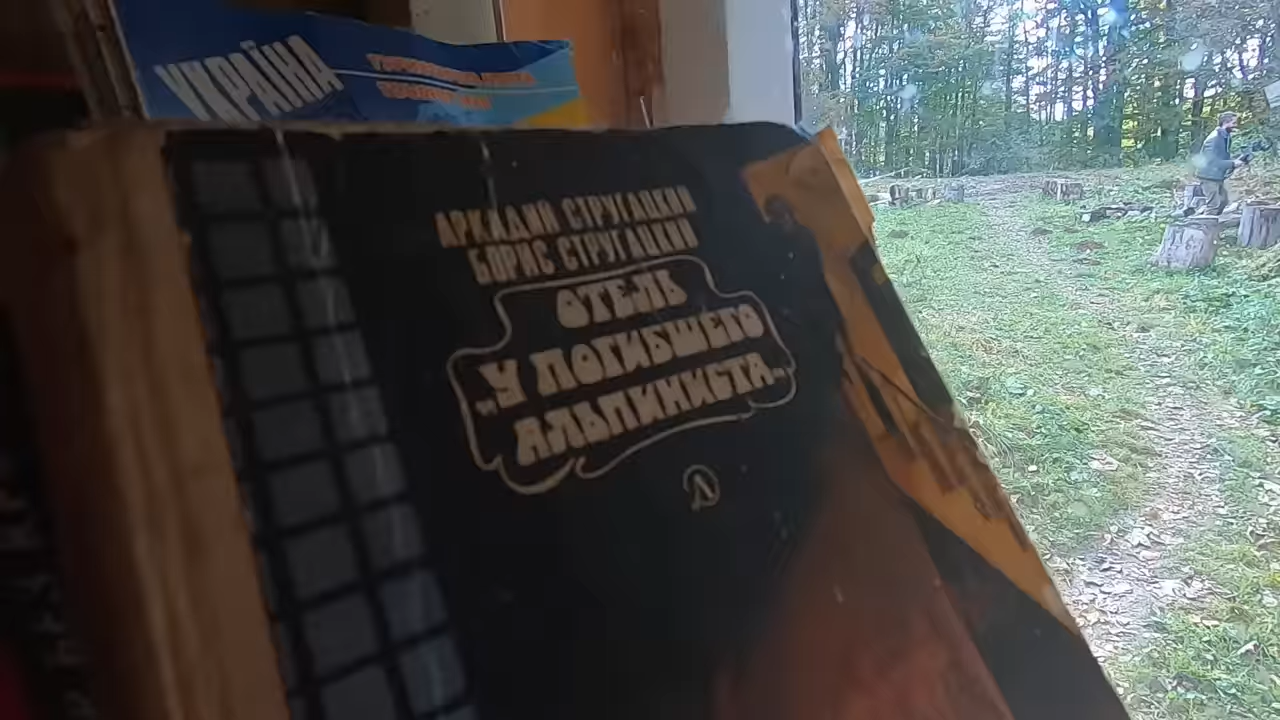 УКРАЇНА
АРКАДИЙ СТРУГАЦКИЙ
БОРИС СТРУГАЦКИЙ
ОТЕЛЬ
„У ПОГИБШЕГО
АЛЬПИНИСТА„
Д